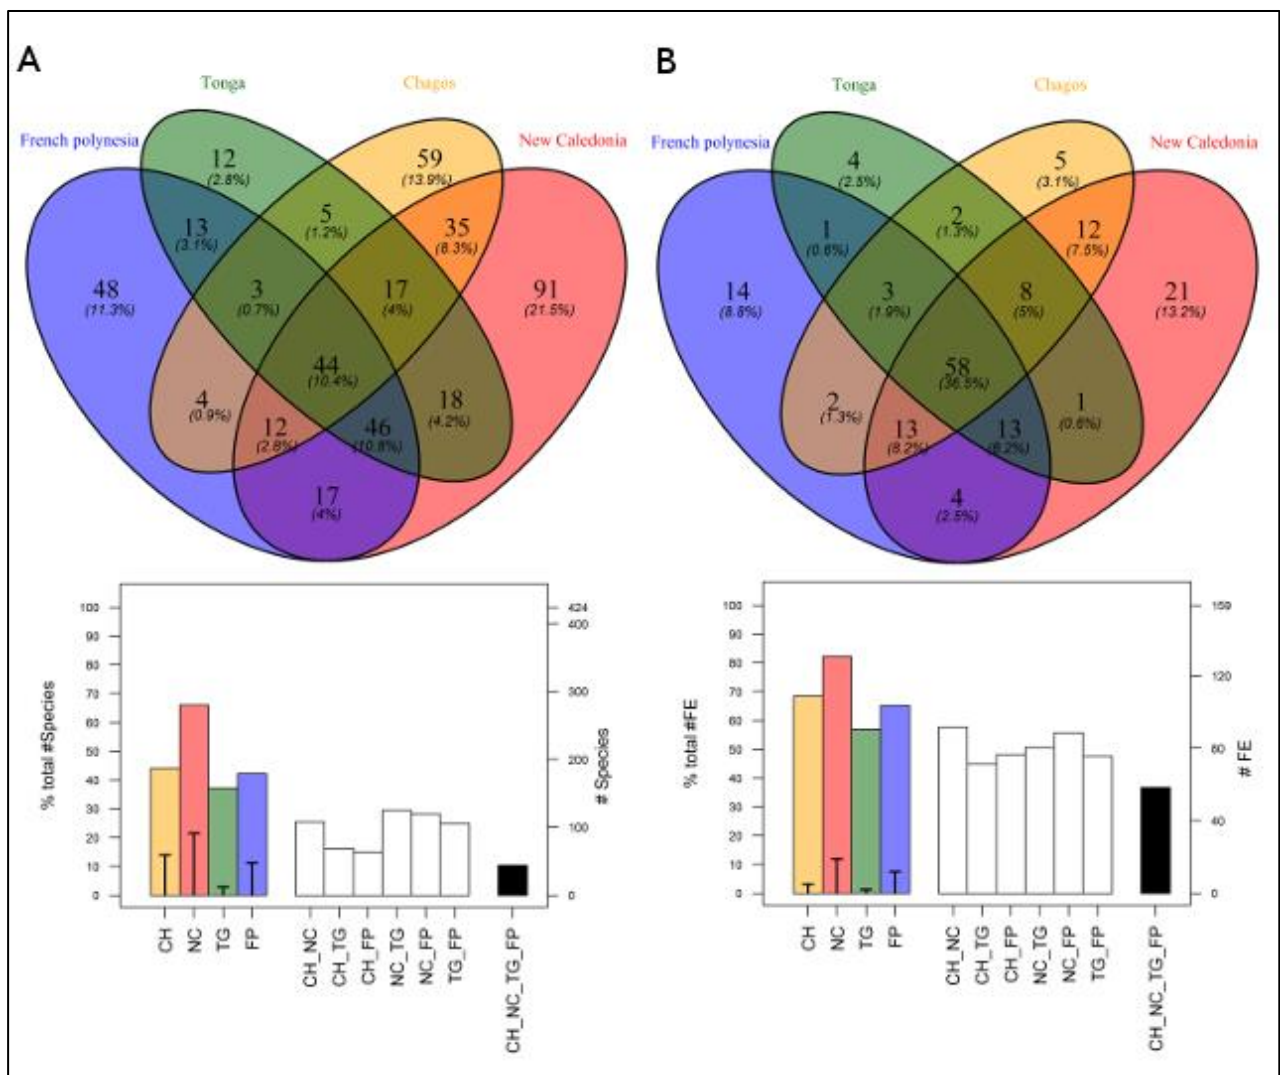 A
Tonga
Chagos
French polynesia
New Caledonia
12
(2.8%)
59
(13.9%)
13
(3.1%)
5
(1.2%)
35
(8.3%)
48
(11.3%)
3
(0.7%)
17
(4%)
91
(21.5%)
44
(10.4%)
4
(0.9%)
18
(4.2%)
12
(2.8%)
46
(10.8%)
17
(4%)
% total #Species
100
90
80
70
60
50
40
30
20
10
0
424
400
300
200
100
0
# Species
CH
NC
TG
FP
CH_NC
CH_TG
CH_FP
NC_TG
NC_FP
TG_FP
CH_NC_TG_FP
B
Tonga
Chagos
French polynesia
New Caledonia
4
(2.5%)
5
(3.1%)
1
(0.6%)
2
(1.3%)
12
(7.5%)
14
(8.8%)
3
(1.9%)
8
(5%)
21
(13.2%)
58
(36.5%)
2
(1.3%)
1
(0.6%)
13
(8.2%)
13
(8.2%)
4
(2.5%)
% total #FE
100
90
80
70
60
50
40
30
20
10
0
159
120
80
40
0
# FE
CH
NC
TG
FP
CH_NC
CH_TG
CH_FP
NC_TG
NC_FP
TG_FP
CH_NC_TG_FP